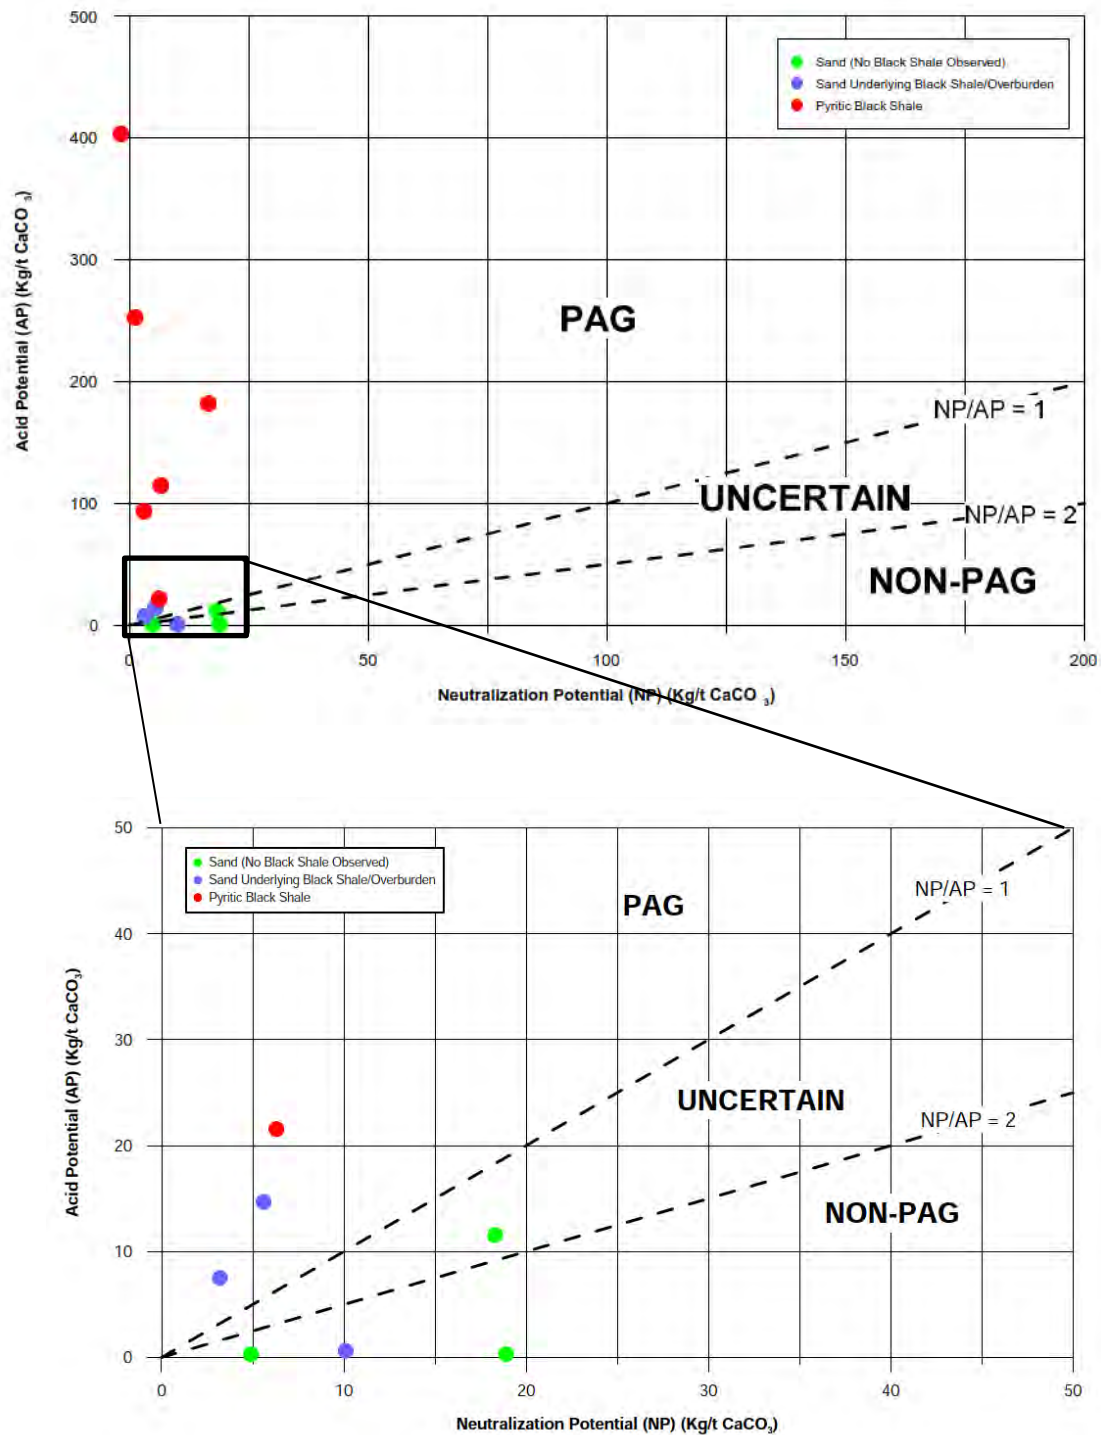 500
400
300
200
100
0
Acid Potential (AP) (Kg/t CaCO 3)
Sand (No Black Shale Observed)
Sand Underlying Black Shale/Overburden
Pyritic Black Shale
PAG
NP/AP = 1
UNCERTAIN
NP/AP = 2
NON-PAG
0 50 100 150 200
Neutralization Potential (NP) (Kg/t CaCO 3)
50
40
30
20
10
0
Acid Potential (AP) (Kg/t CaCO3)
Sand (No Black Shale Observed)
Sand Underlying Black Shale/Overburden
Pyritic Black Shale
PAG
NP/AP = 1
UNCERTAIN
NP/AP = 2
NON-PAG
0 10 20 30 40 50
Neutralization Potential (NP) (Kg/t CaCO3)